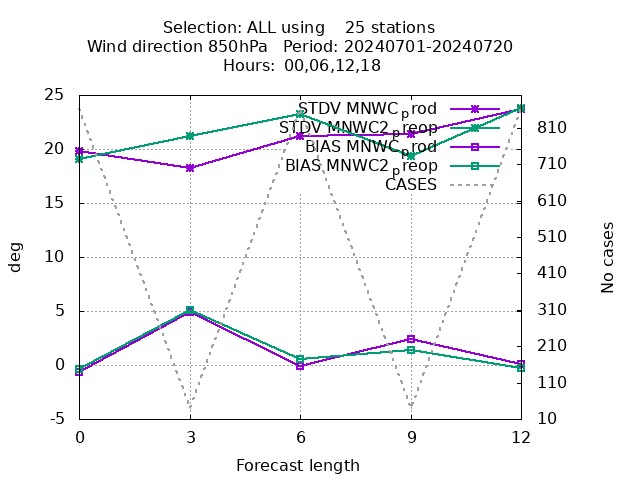 Selection: ALL using    25 stations
Wind direction 850hPa   Period: 20240701-20240720
Hours:  00,06,12,18
STDV MNWC_prod
STDV MNWC2_preop
BIAS MNWC_prod
BIAS MNWC2_preop
CASES
25
20
15
10
5
0
-5
deg
810
710
610
510
410
310
210
110
10
No cases
0 3 6 9 12
Forecast length